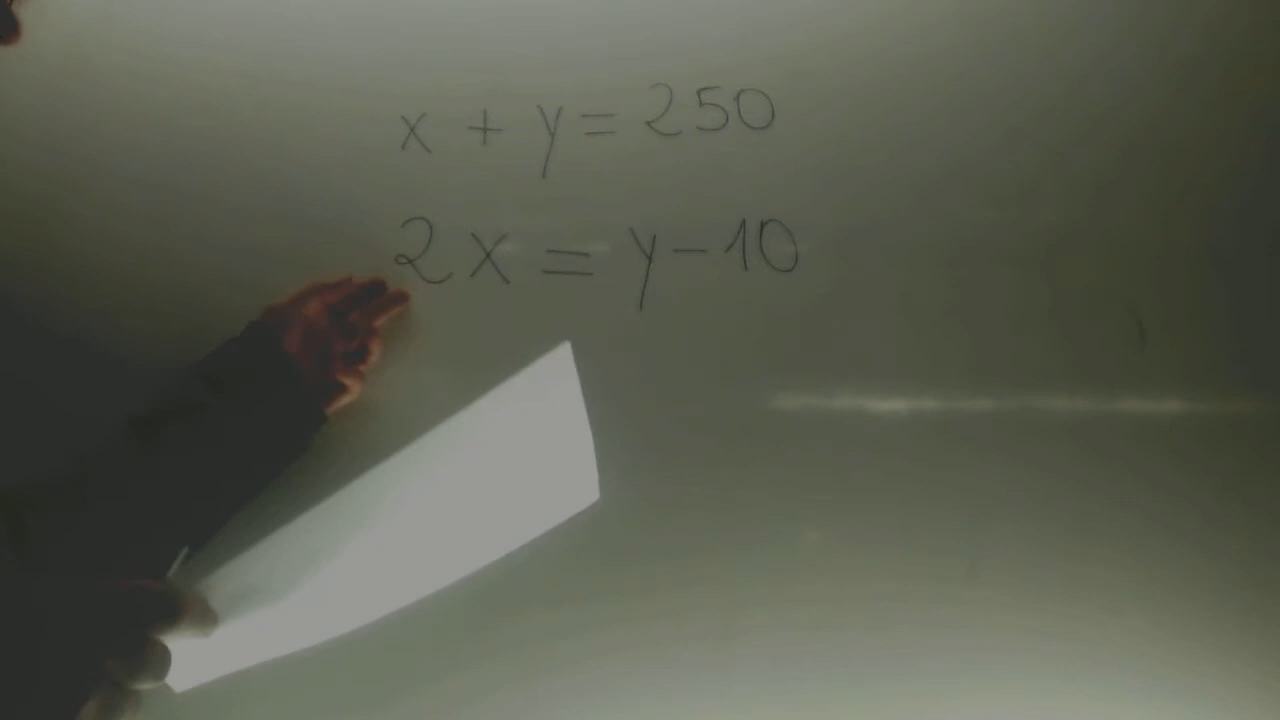 x + y = 250
2x = y - 10